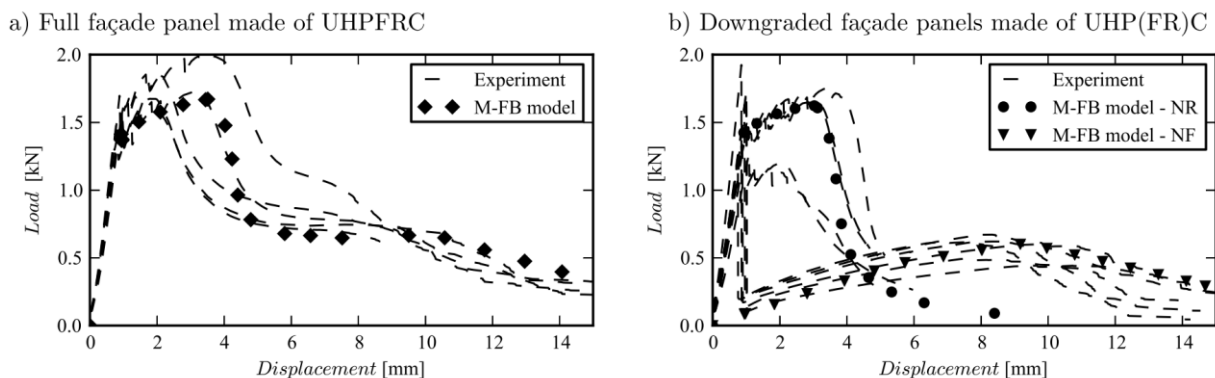 a) Full façade panel made of UHPFRC
2.0
1.5
1.0
0.5
0.0
Load [kN]
0 2 4 6 8 10 12 14
Displacement [mm]
Experiment
M-FB model
b) Downgraded façade panels made of UHP(FR)C
2.0
1.5
1.0
0.5
0.0
Load [kN]
0 2 4 6 8 10 12 14
Displacement [mm]
Experiment
M-FB model - NR
M-FB model - NF